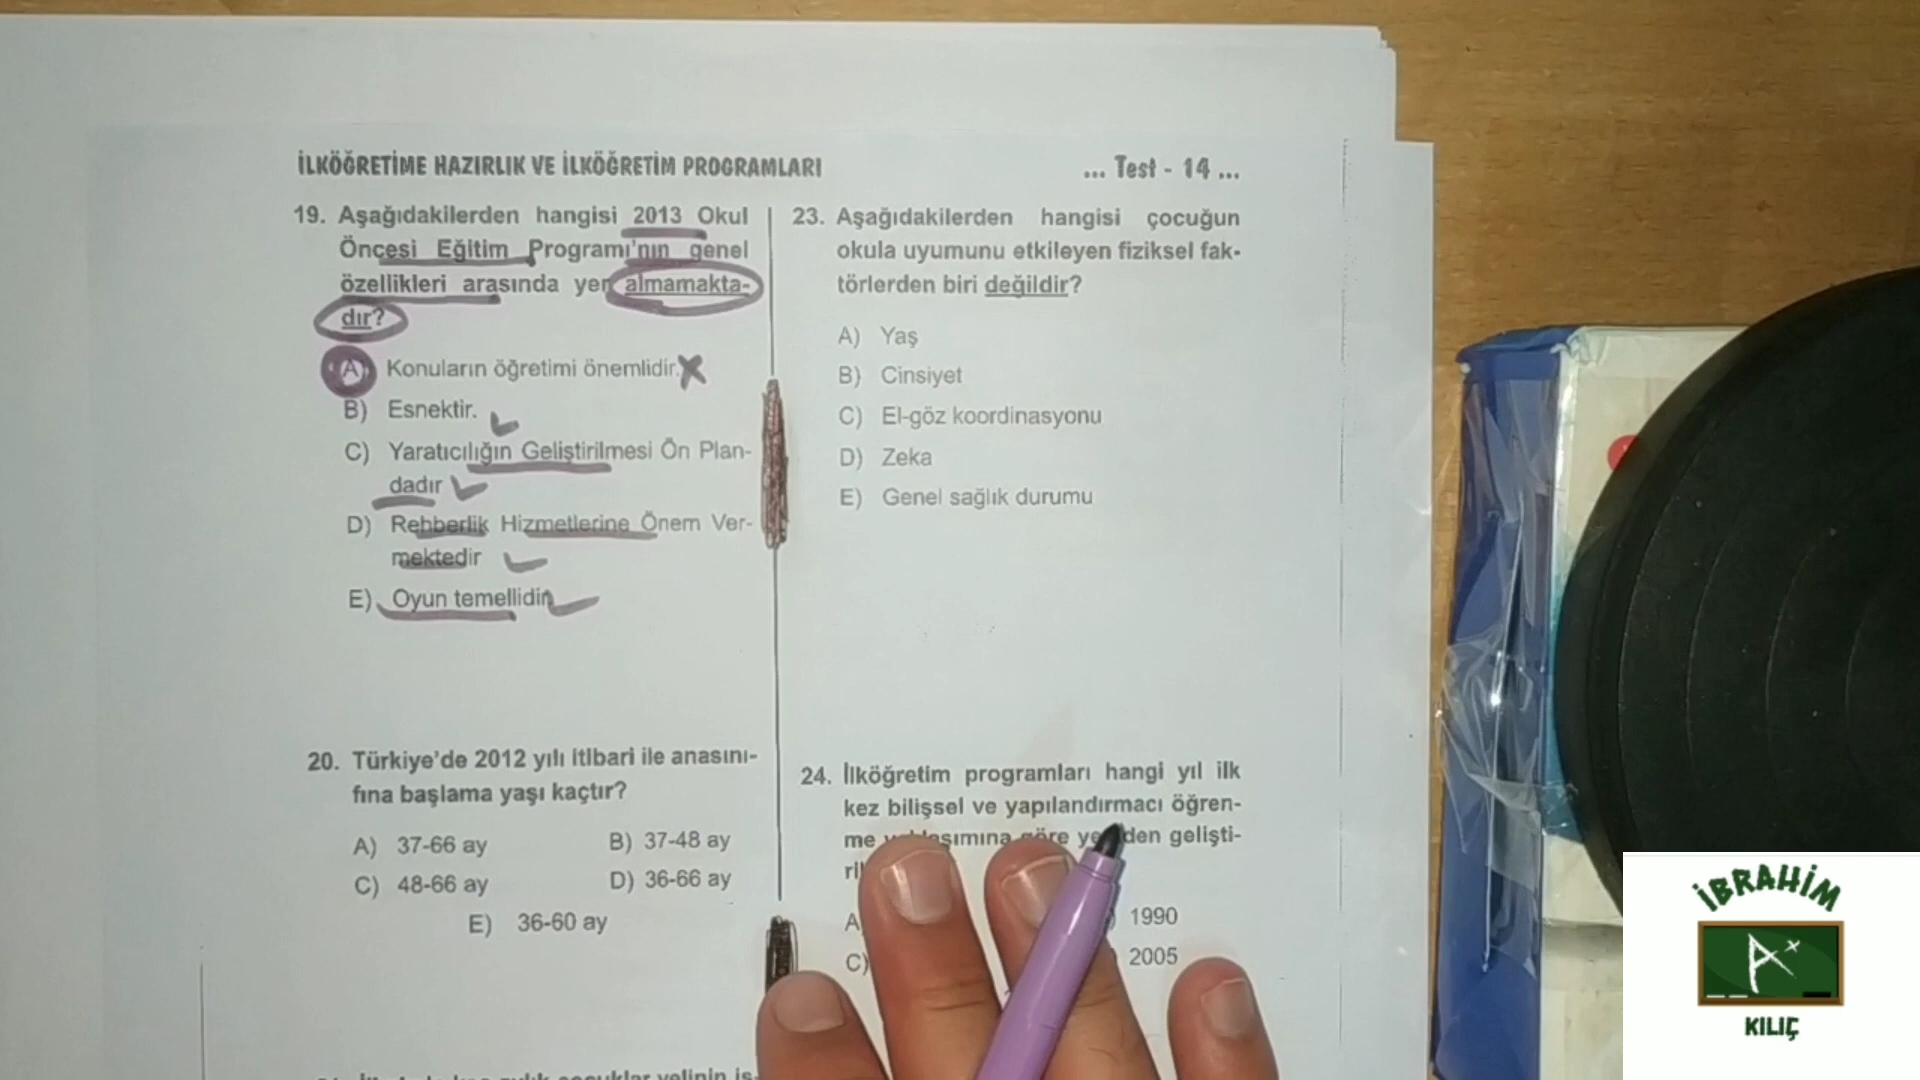 İLKÖĞRETİME HAZIRLIK VE İLKÖĞRETİM PROGRAMLARI
... Test - 14 ...
19. Aşağıdakilerden hangisi 2013 Okul
Öncesi Eğitim Programı'nın genel
özellikleri arasında yer almamakta-
dır?
A) Konuların öğretimi önemlidir.
B) Esnektir.
C) Yaratıcılığın Geliştirilmesi Ön Plan-
dadır
D) Rehberlik Hizmetlerine Önem Ver-
mektedir
E) Oyun temellidir
20. Türkiye'de 2012 yılı itibari ile anasını-
fına başlama yaşı kaçtır?
A) 37-66 ay
B) 37-48 ay
C) 48-66 ay
D) 36-66 ay
E) 36-60 ay
23. Aşağıdakilerden hangisi çocuğun
okula uyumunu etkileyen fiziksel fak-
törlerden biri değildir?
A) Yaş
B) Cinsiyet
C) El-göz koordinasyonu
D) Zeka
E) Genel sağlık durumu
24. İlköğretim programları hangi yıl ilk
kez bilişsel ve yapılandırmacı öğren-
me göre gelişti-
A
1990
C)
2005
İBRAHİM
A+
KILIÇ